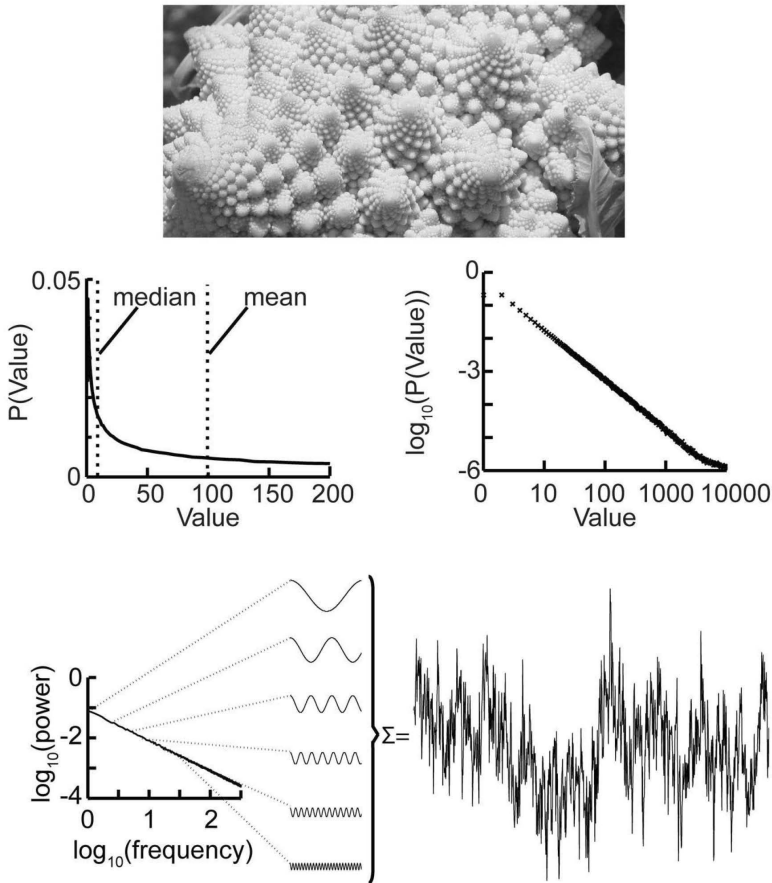 0.05
median
mean
P(Value)
0
0
50
100
150
200
Value
0
-3
-6
log₁₀(P(Value))
0
10
100
1000
10000
Value
0
-2
-4
log₁₀(power)
0
1
2
log₁₀(frequency)
Σ=